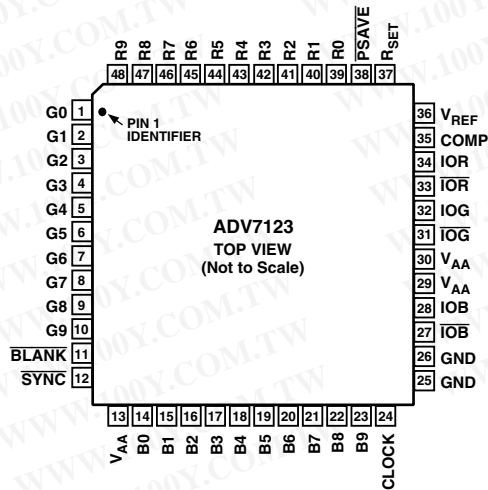 R9 R8 R7 R6 R5 R4 R3 R2 R1 R0 PSAVE RSET
48 47 46 45 44 43 42 41 40 39 38 37
G0 1
G1 2
G2 3
G3 4
G4 5
G5 6
G6 7
G7 8
G8 9
G9 10
BLANK 11
SYNC 12
PIN 1
IDENTIFIER
ADV7123
TOP VIEW
(Not to Scale)
36 VREF
35 COMP
34 IOR
33 IOR
32 IOG
31 IOG
30 VAA
29 VAA
28 IOB
27 IOB
26 GND
25 GND
13 14 15 16 17 18 19 20 21 22 23 24
VAA B0 B1 B2 B3 B4 B5 B6 B7 B8 B9 CLOCK
WWW.100Y.COM.TW